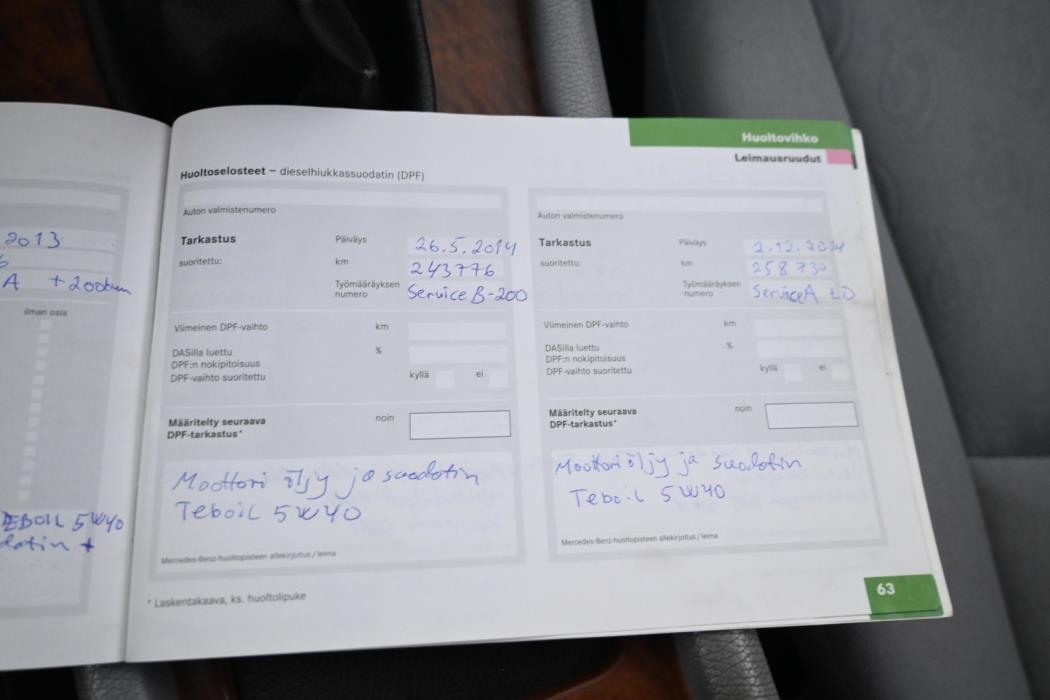 Huoltovihko
Leimausruudut
Huoltoselosteet – dieselhiukkassuodatin (DPF)
2013
A +200tkm
ilman osia
TEBOIL 5W40
datin +
Auton valmistenumero
Tarkastus
suoritettu:
Päiväys 26.5.2014
km 243776
Työmääräyksen
numero Service B-200
Viimeinen DPF-vaihto km
DASilla luettu %
DPF:n nokipitoisuus
DPF-vaihto suoritettu kyllä ei
Määritelty seuraava noin
DPF-tarkastus*
Moottori öljy ja suodatin
Teboil 5W40
Mercedes-Benz-huoltopisteen allekirjoitus / leima
* Laskentakaava, ks. huoltolipuke
Auton valmistenumero
Tarkastus
suoritettu:
Päiväys 2.12.2014
km 258730
Työmääräyksen
numero Service A
Viimeinen DPF-vaihto km
DASilla luettu %
DPF:n nokipitoisuus
DPF-vaihto suoritettu kyllä ei
Määritelty seuraava noin
DPF-tarkastus*
Moottori öljy ja suodatin
Teboil 5W40
Mercedes-Benz-huoltopisteen allekirjoitus / leima
63